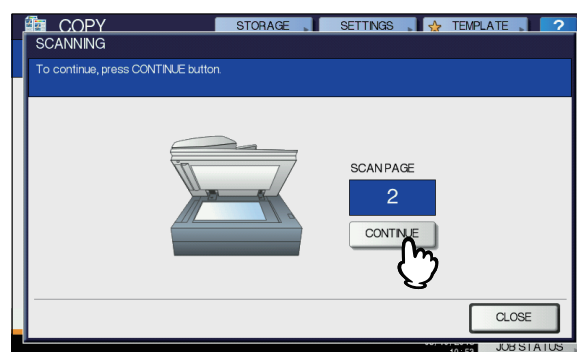 COPY
STORAGE
SETTINGS
TEMPLATE
?
SCANNING
To continue, press CONTINUE button.
SCAN PAGE
2
CONTINUE
CLOSE
JOB STATUS